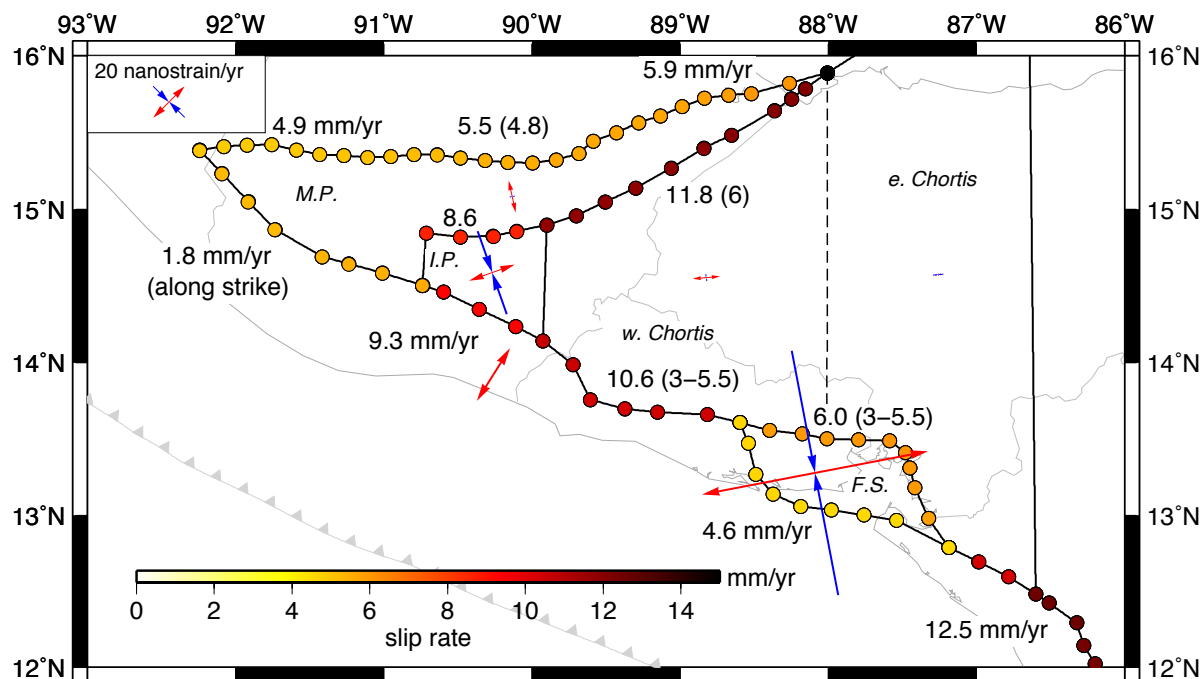 93˚W 92˚W 91˚W 90˚W 89˚W 88˚W 87˚W 86˚W
16˚N 16˚N
20 nanostrain/yr
5.9 mm/yr
4.9 mm/yr 5.5 (4.8)
M.P. 11.8 (6) e. Chortis
15˚N 15˚N
8.6
1.8 mm/yr
(along strike)
I.P.
9.3 mm/yr w. Chortis
14˚N 14˚N
10.6 (3−5.5)
6.0 (3−5.5)
F.S.
13˚N 13˚N
4.6 mm/yr
mm/yr
0 2 4 6 8 10 12 14
slip rate
12.5 mm/yr
12˚N 12˚N